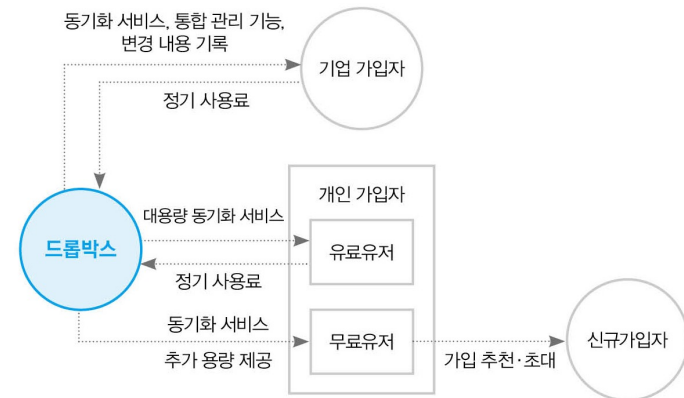 동기화 서비스, 통합 관리 기능,
변경 내용 기록
기업 가입자
정기 사용료
개인 가입자
대용량 동기화 서비스
드롭박스
유료유저
정기 사용료
동기화 서비스
무료유저
신규가입자
추가 용량 제공
가입 추천·초대